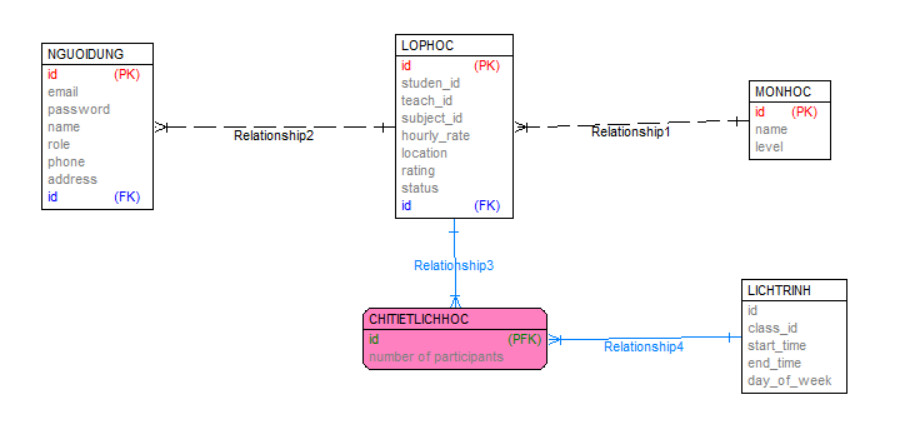 NGUOIDUNG
id (PK)
email
password
name
role
phone
address
id (FK)
Relationship2
LOPHOC
id (PK)
studen_id
teach_id
subject_id
hourly_rate
location
rating
status
id (FK)
Relationship1
MONHOC
id (PK)
name
level
Relationship3
CHITIETLICHHOC
id (PFK)
number of participants
Relationship4
LICHTRINH
id
class_id
start_time
end_time
day_of_week